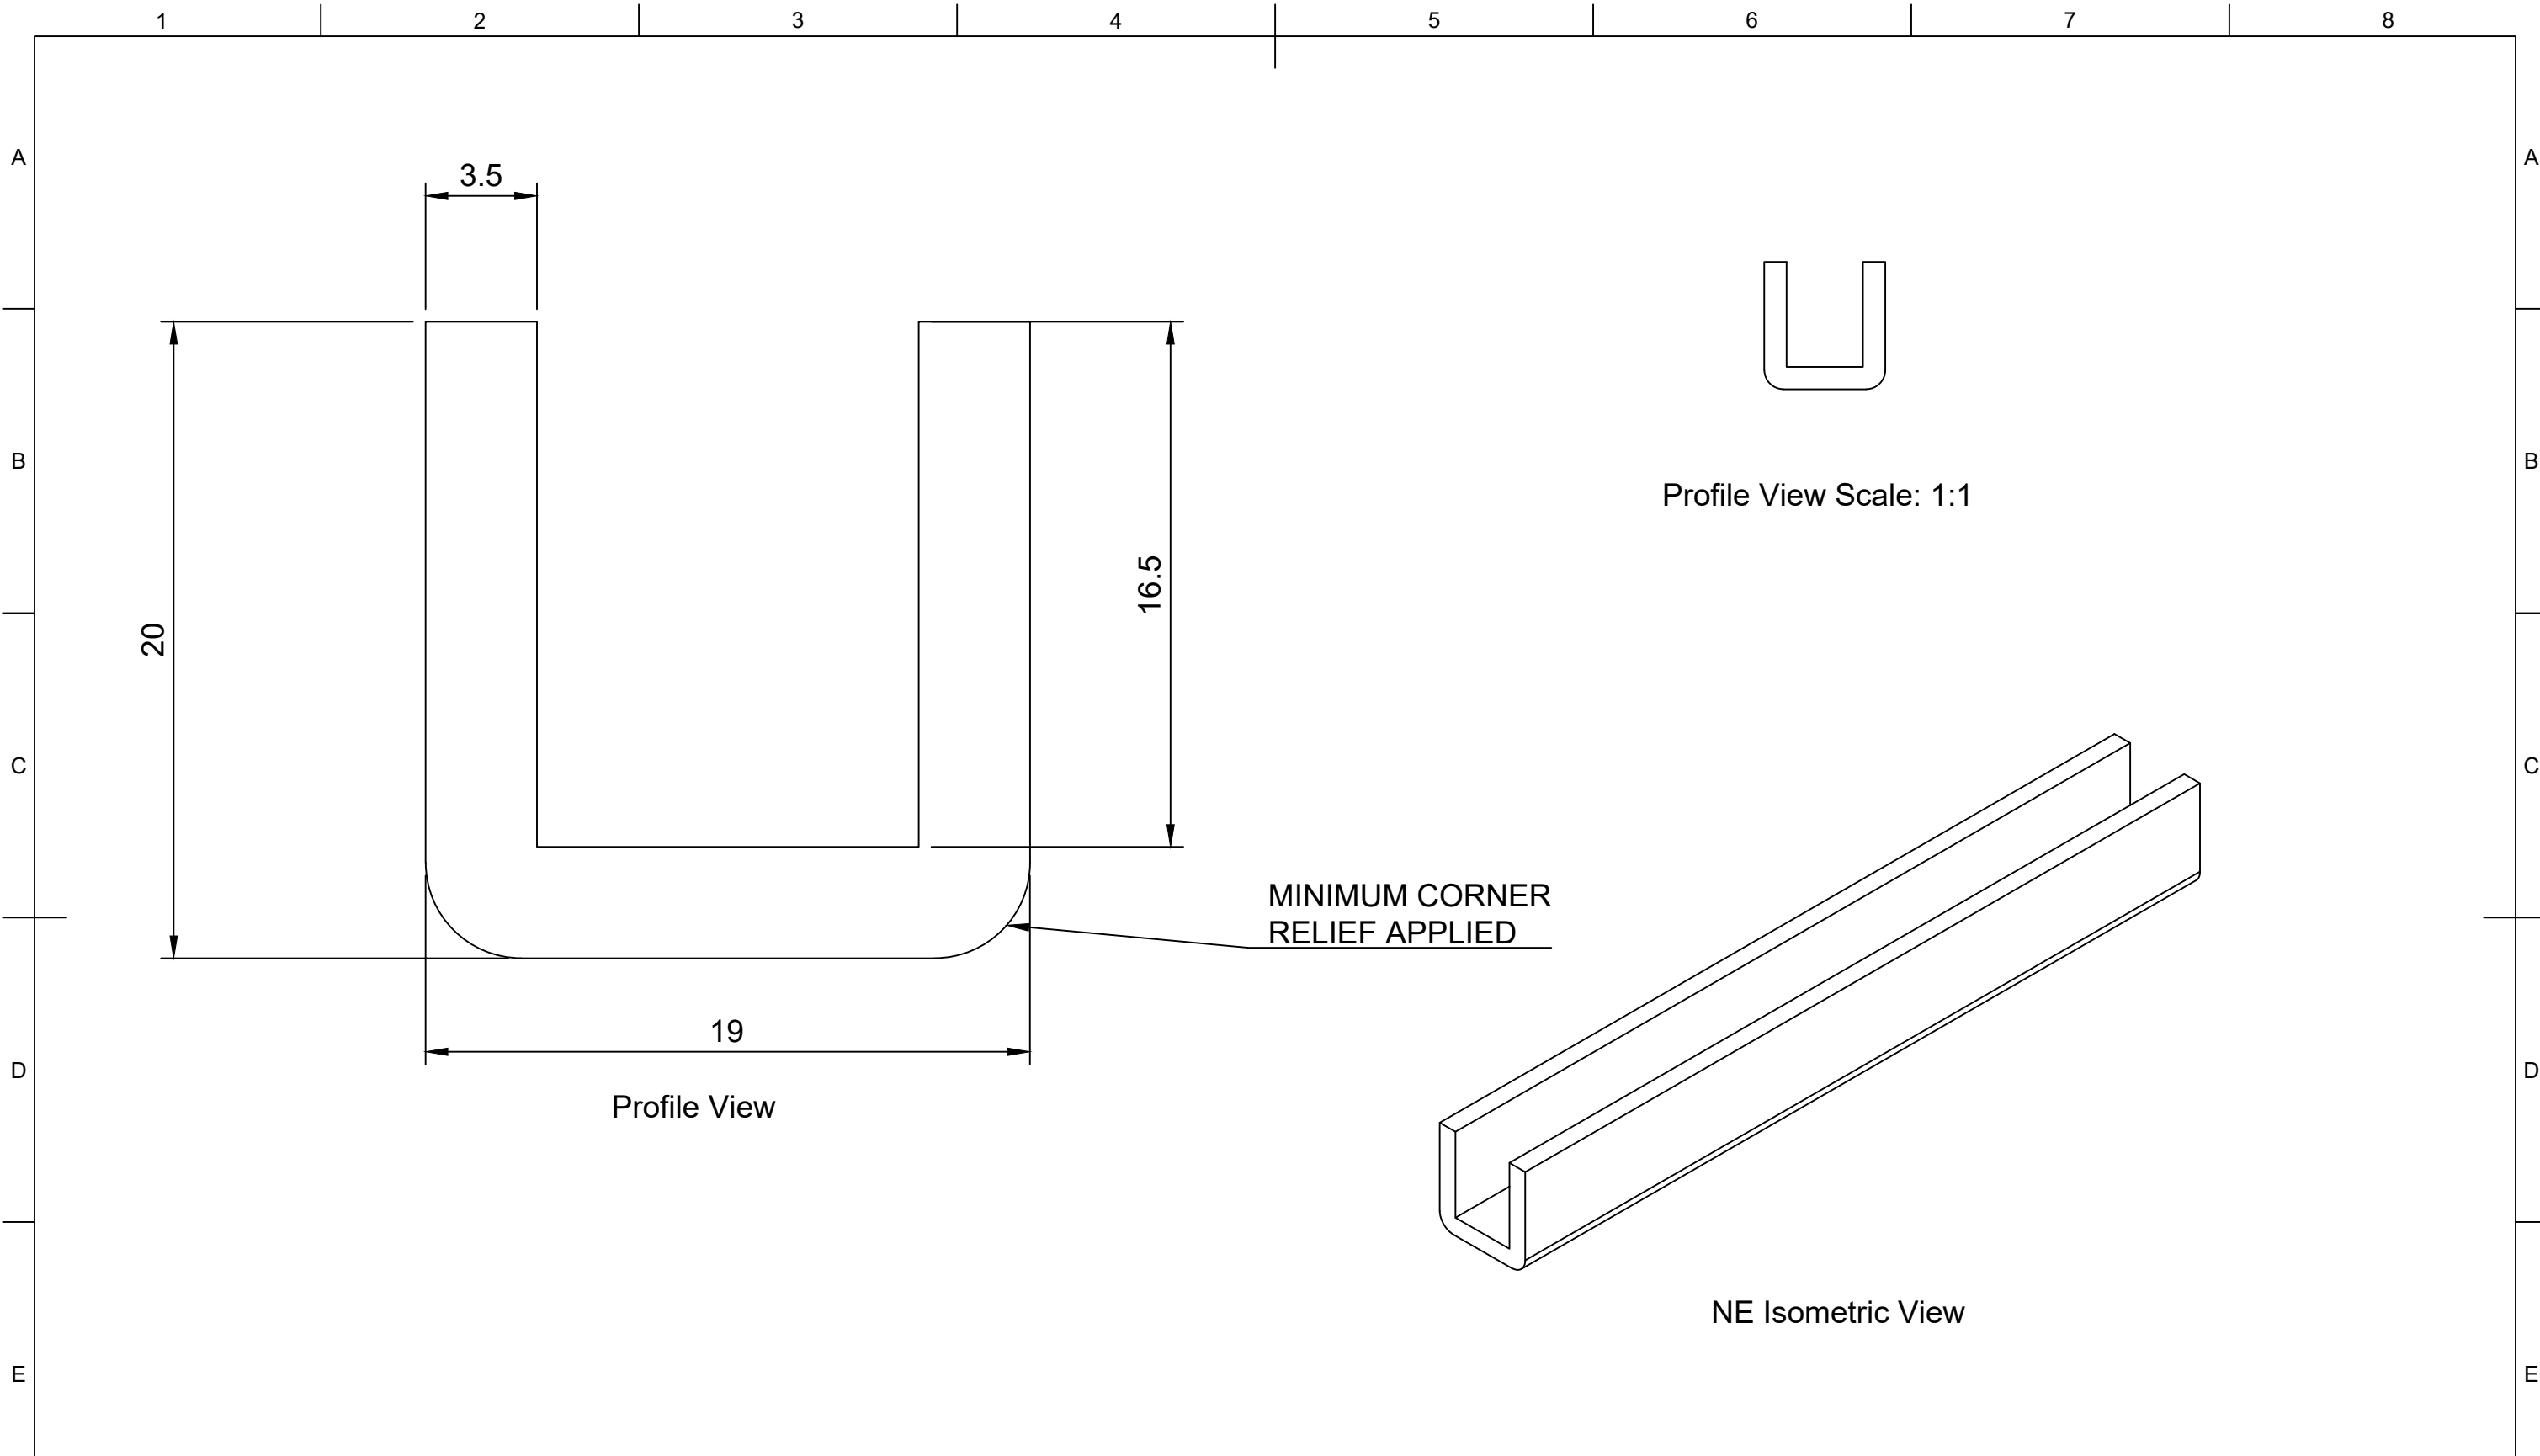 1 2 3 4 5 6 7 8
A A
3.5
B B
Profile View Scale: 1:1
16.5
20
C C
MINIMUM CORNER
RELIEF APPLIED
19
D D
Profile View
NE Isometric View
E E